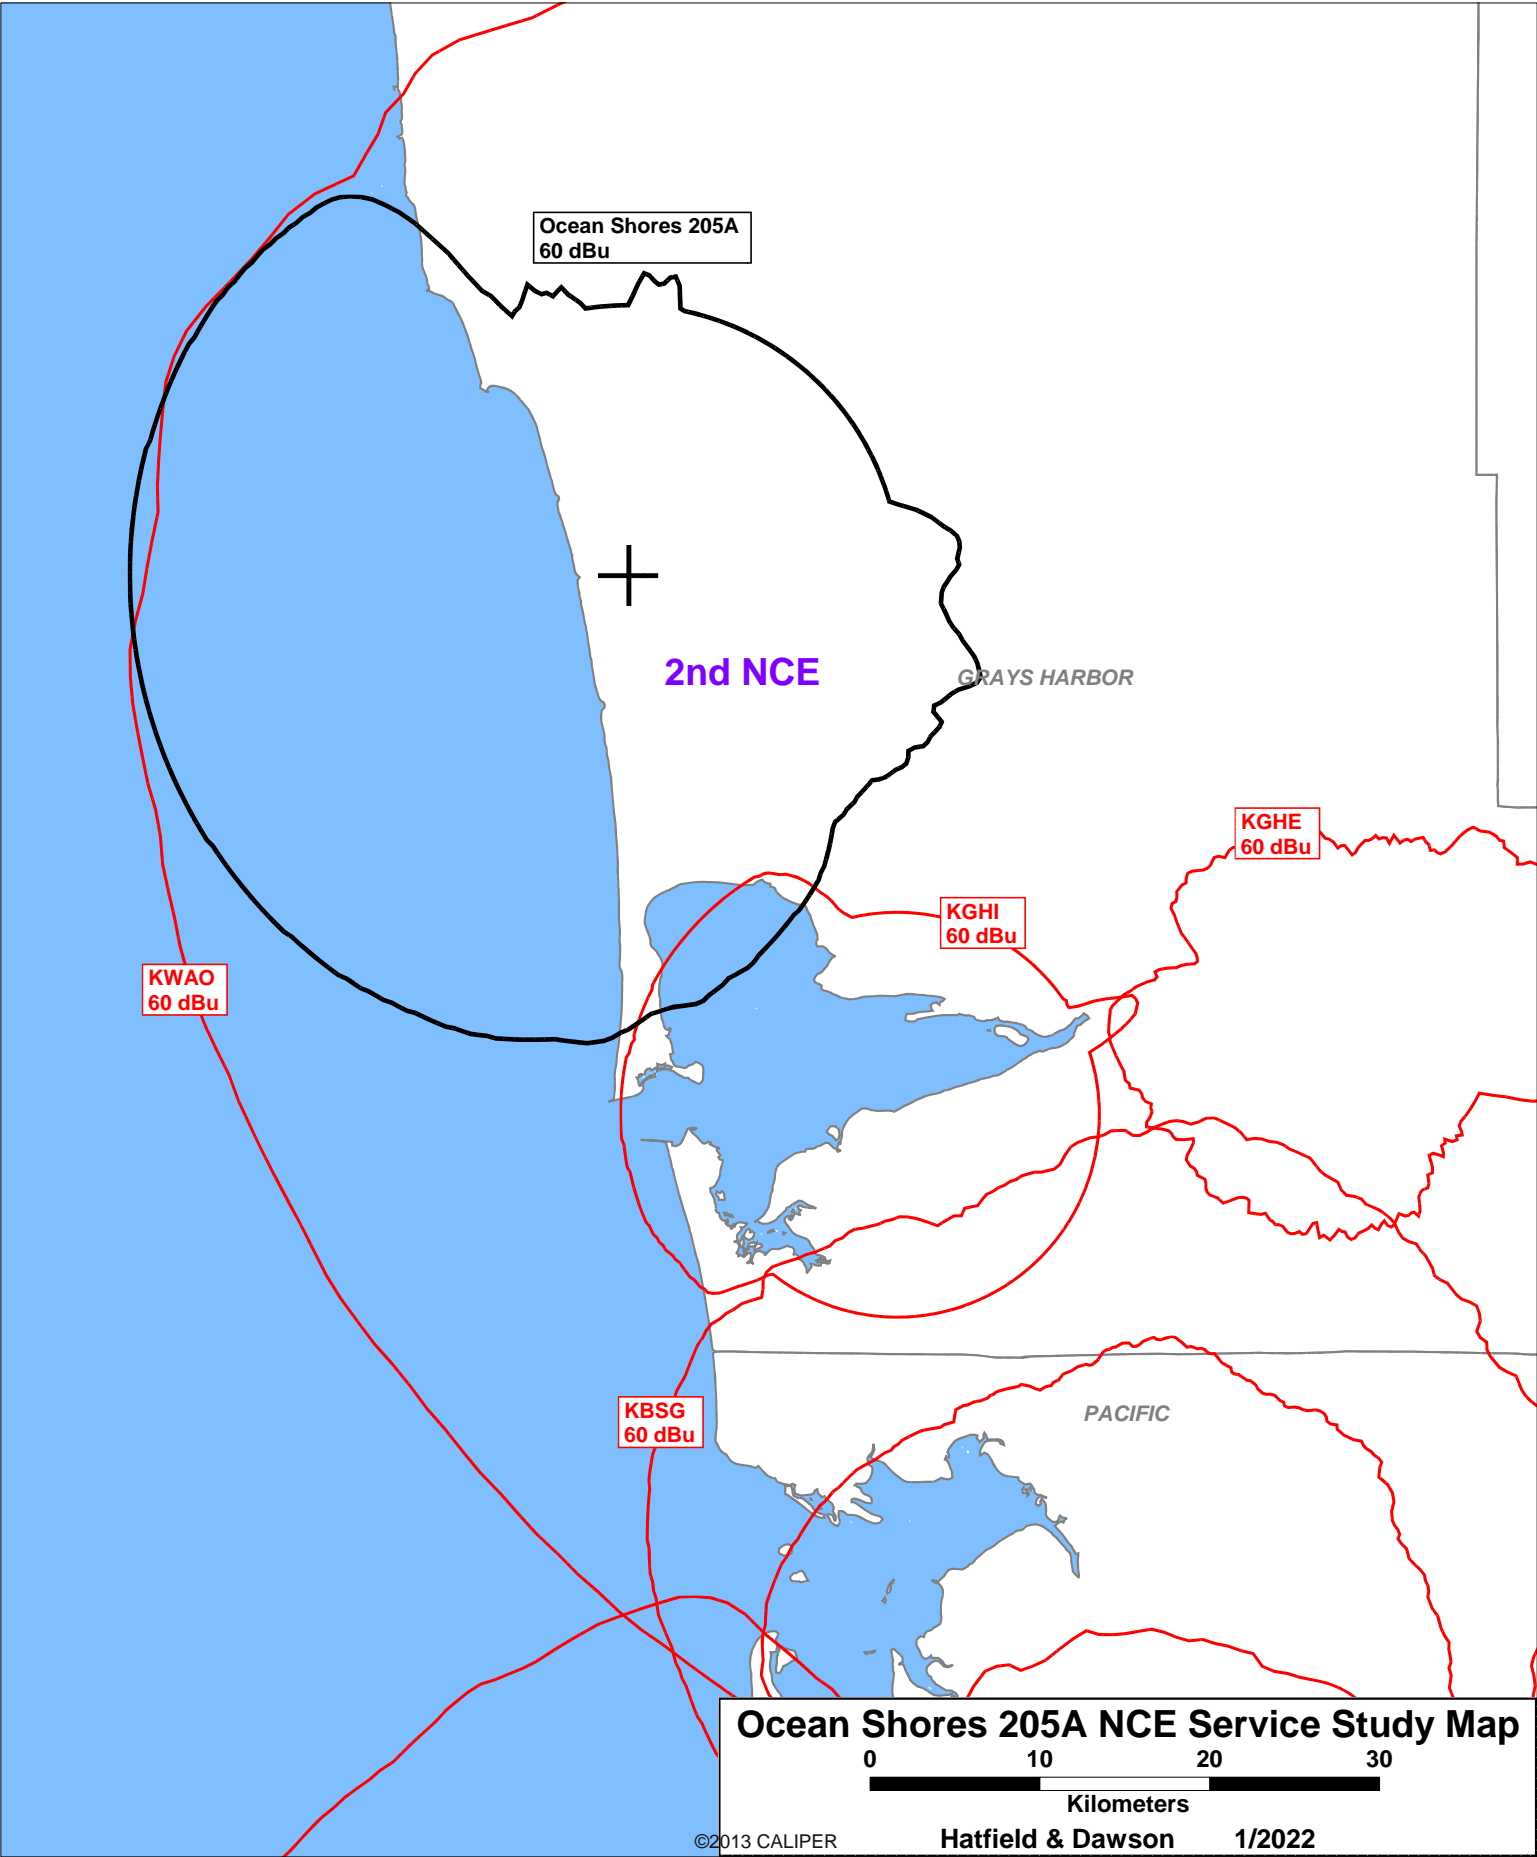 Ocean Shores 205A
60 dBu
2nd NCE
GRAYS HARBOR
KGHE
60 dBu
KGHI
60 dBu
KWAO
60 dBu
KBSG
60 dBu
PACIFIC
Ocean Shores 205A NCE Service Study Map
0 10 20 30
Kilometers
©2013 CALIPER
Hatfield & Dawson 1/2022